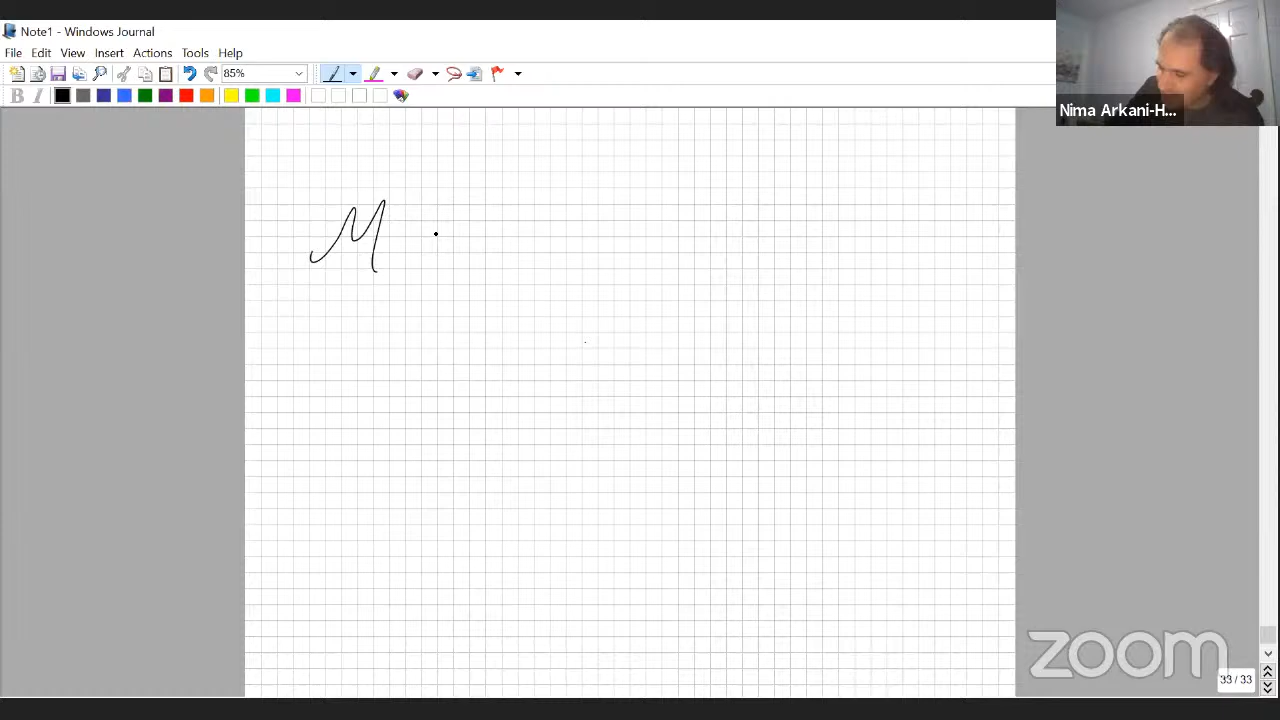 Note1 - Windows Journal
File Edit View Insert Actions Tools Help
85%
B I
Nima Arkani-H...
M
zoom
33 / 33